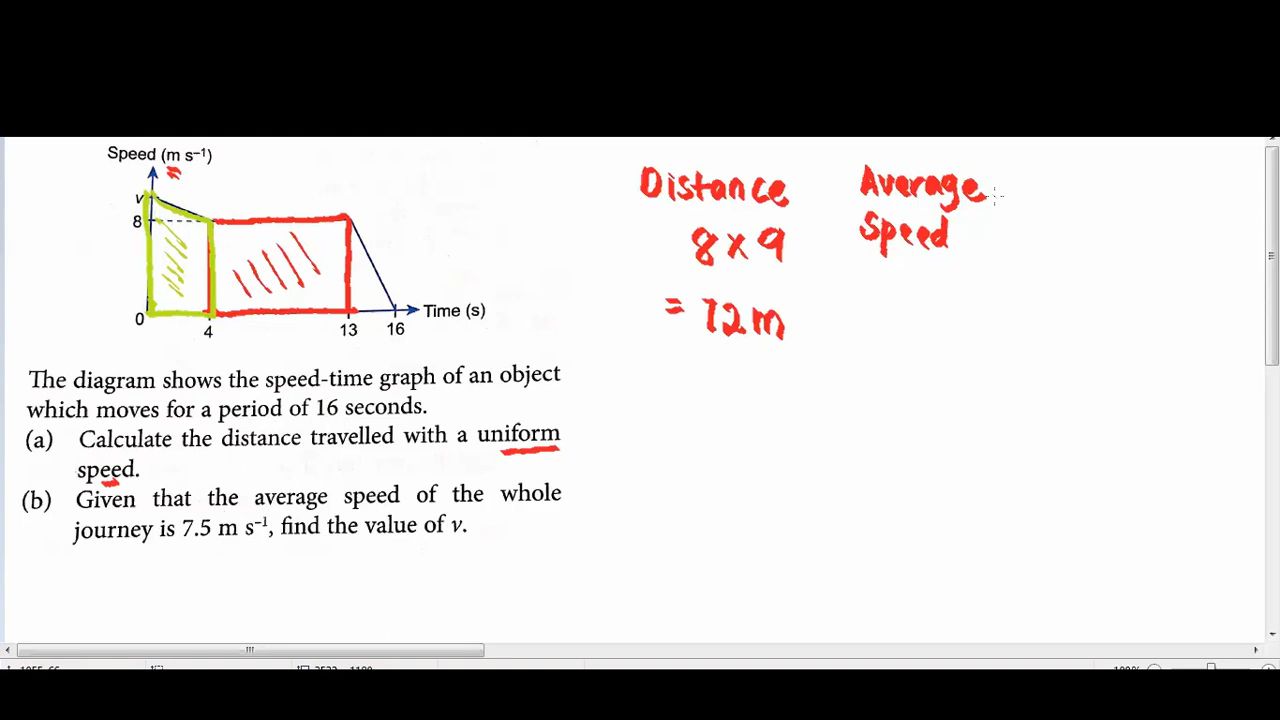 Speed (m s⁻¹)
v
8
0
4
13
16
Time (s)
The diagram shows the speed-time graph of an object
which moves for a period of 16 seconds.
(a) Calculate the distance travelled with a uniform
speed.
(b) Given that the average speed of the whole
journey is 7.5 m s⁻¹, find the value of v.
Distance
8 × 9
= 72m
Average
Speed